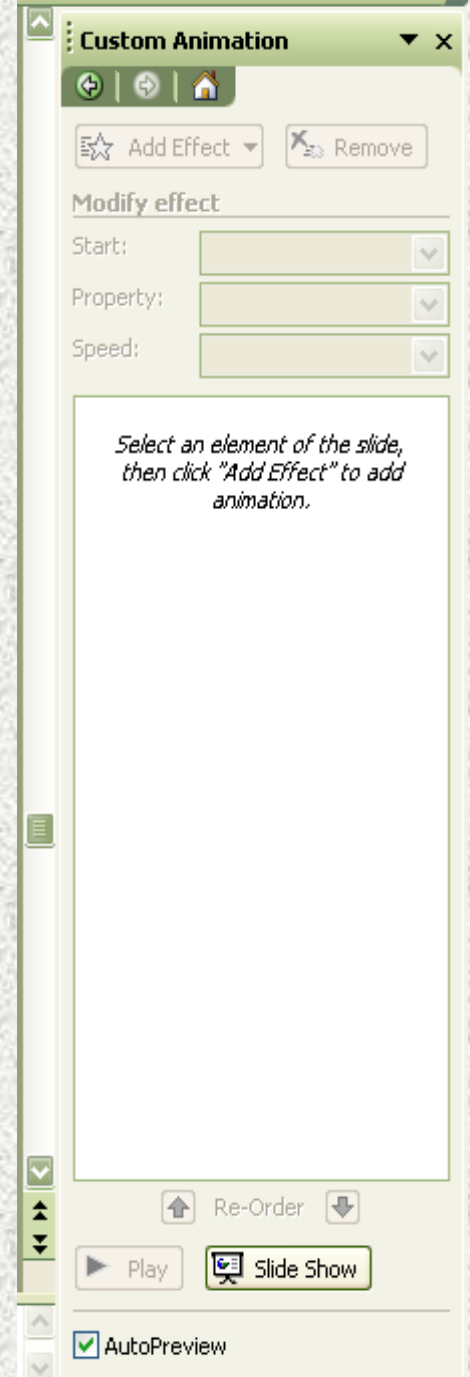 Custom Animation
Add Effect
Remove
Modify effect
Start:
Property:
Speed:
Select an element of the slide,
then click "Add Effect" to add
animation.
Re-Order
Play
Slide Show
AutoPreview